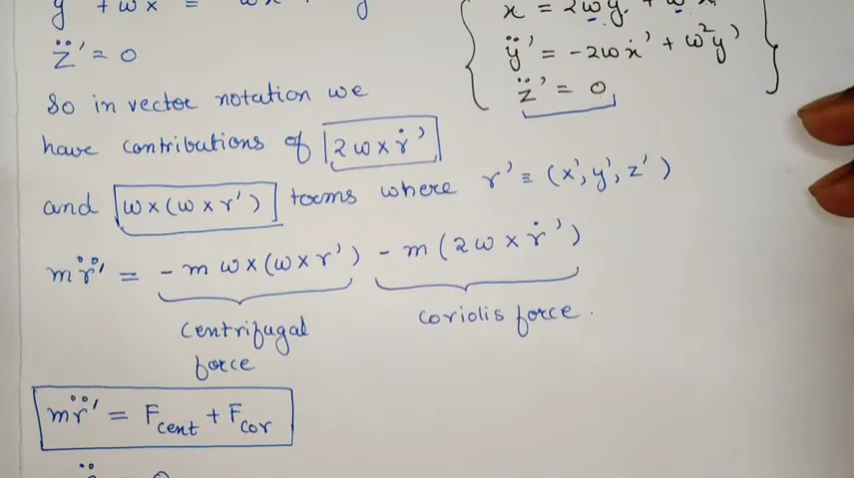 z̈' = 0
So in vector notation we
have contributions of 2ω × ṙ'
and ω×(ω×r') terms where r' ≡ (x', y', z')
mr̈' = - m ω×(ω×r') - m (2ω × ṙ')
centrifugal force
coriolis force.
mr̈' = F_cent + F_cor
ÿ' = -2ωẋ' + ω²y'
z̈' = 0